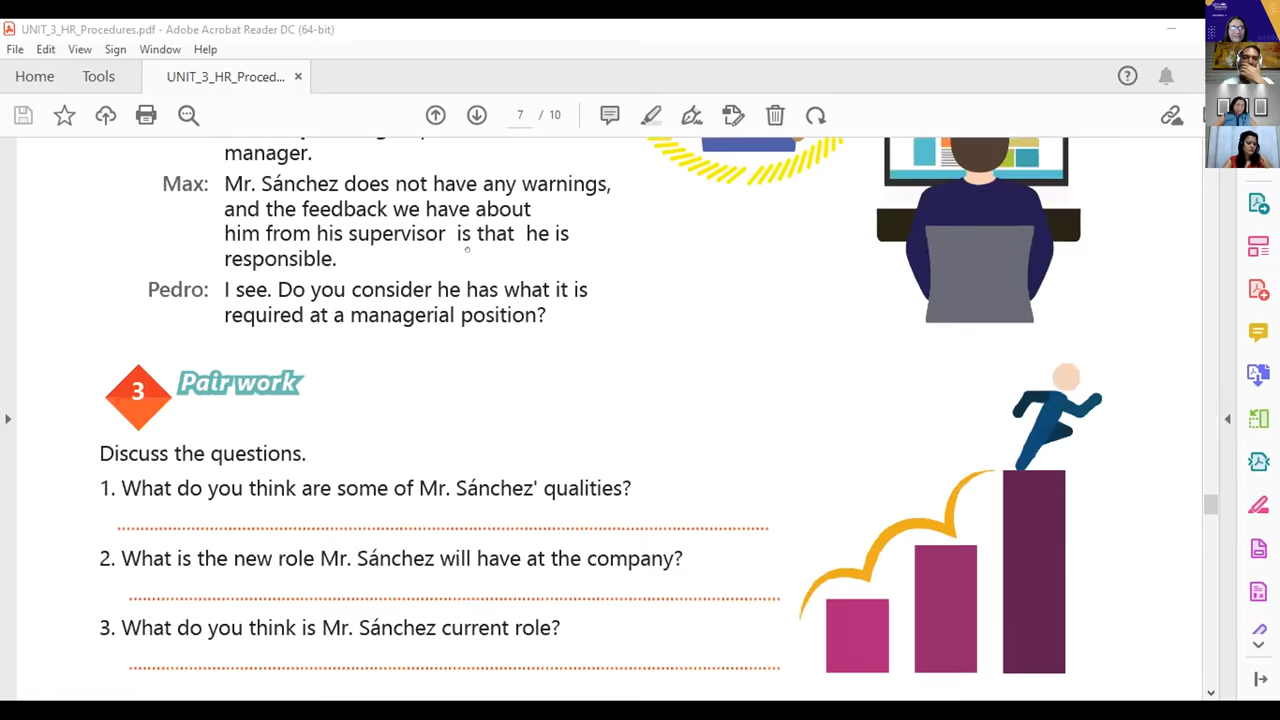 UNIT_3_HR_Procedures.pdf - Adobe Acrobat Reader DC (64-bit)
File Edit View Sign Window Help
Home Tools UNIT_3_HR_Proced... ×
7 / 10
manager.
Max: Mr. Sánchez does not have any warnings,
and the feedback we have about
him from his supervisor is that he is
responsible.
Pedro: I see. Do you consider he has what it is
required at a managerial position?
3 Pair work
Discuss the questions.
1. What do you think are some of Mr. Sánchez' qualities?
2. What is the new role Mr. Sánchez will have at the company?
3. What do you think is Mr. Sánchez current role?